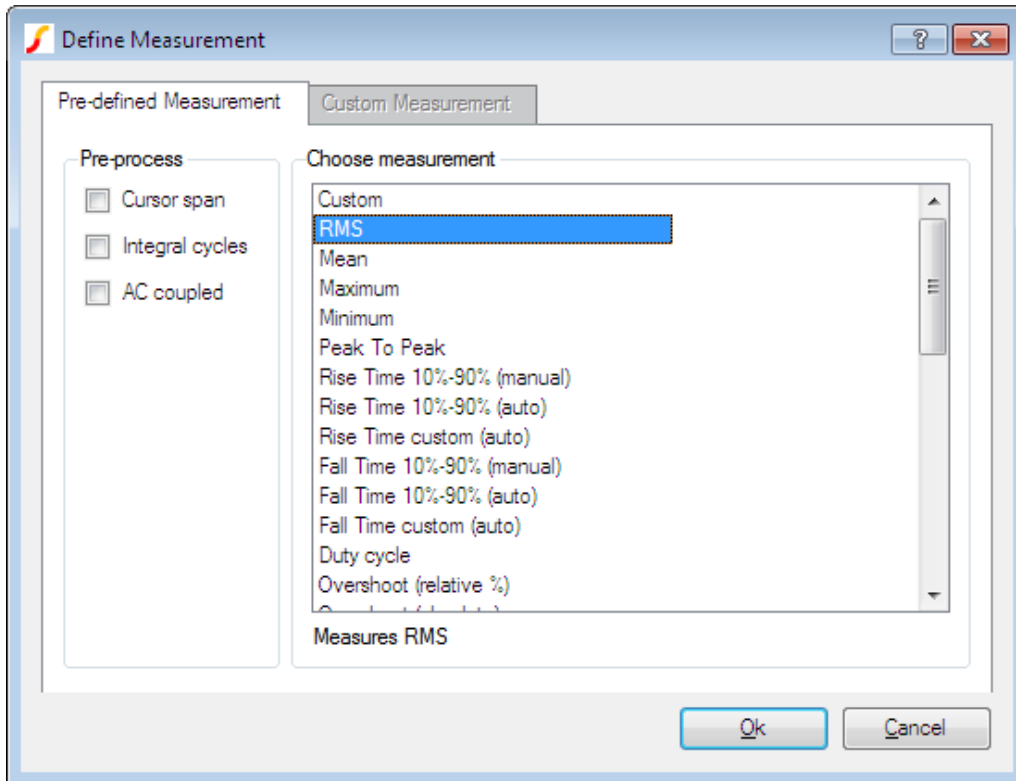 Define Measurement
Pre-defined Measurement
Custom Measurement
Pre-process
Cursor span
Integral cycles
AC coupled
Choose measurement
Custom
RMS
Mean
Maximum
Minimum
Peak To Peak
Rise Time 10%-90% (manual)
Rise Time 10%-90% (auto)
Rise Time custom (auto)
Fall Time 10%-90% (manual)
Fall Time 10%-90% (auto)
Fall Time custom (auto)
Duty cycle
Overshoot (relative %)
Measures RMS
Ok
Cancel